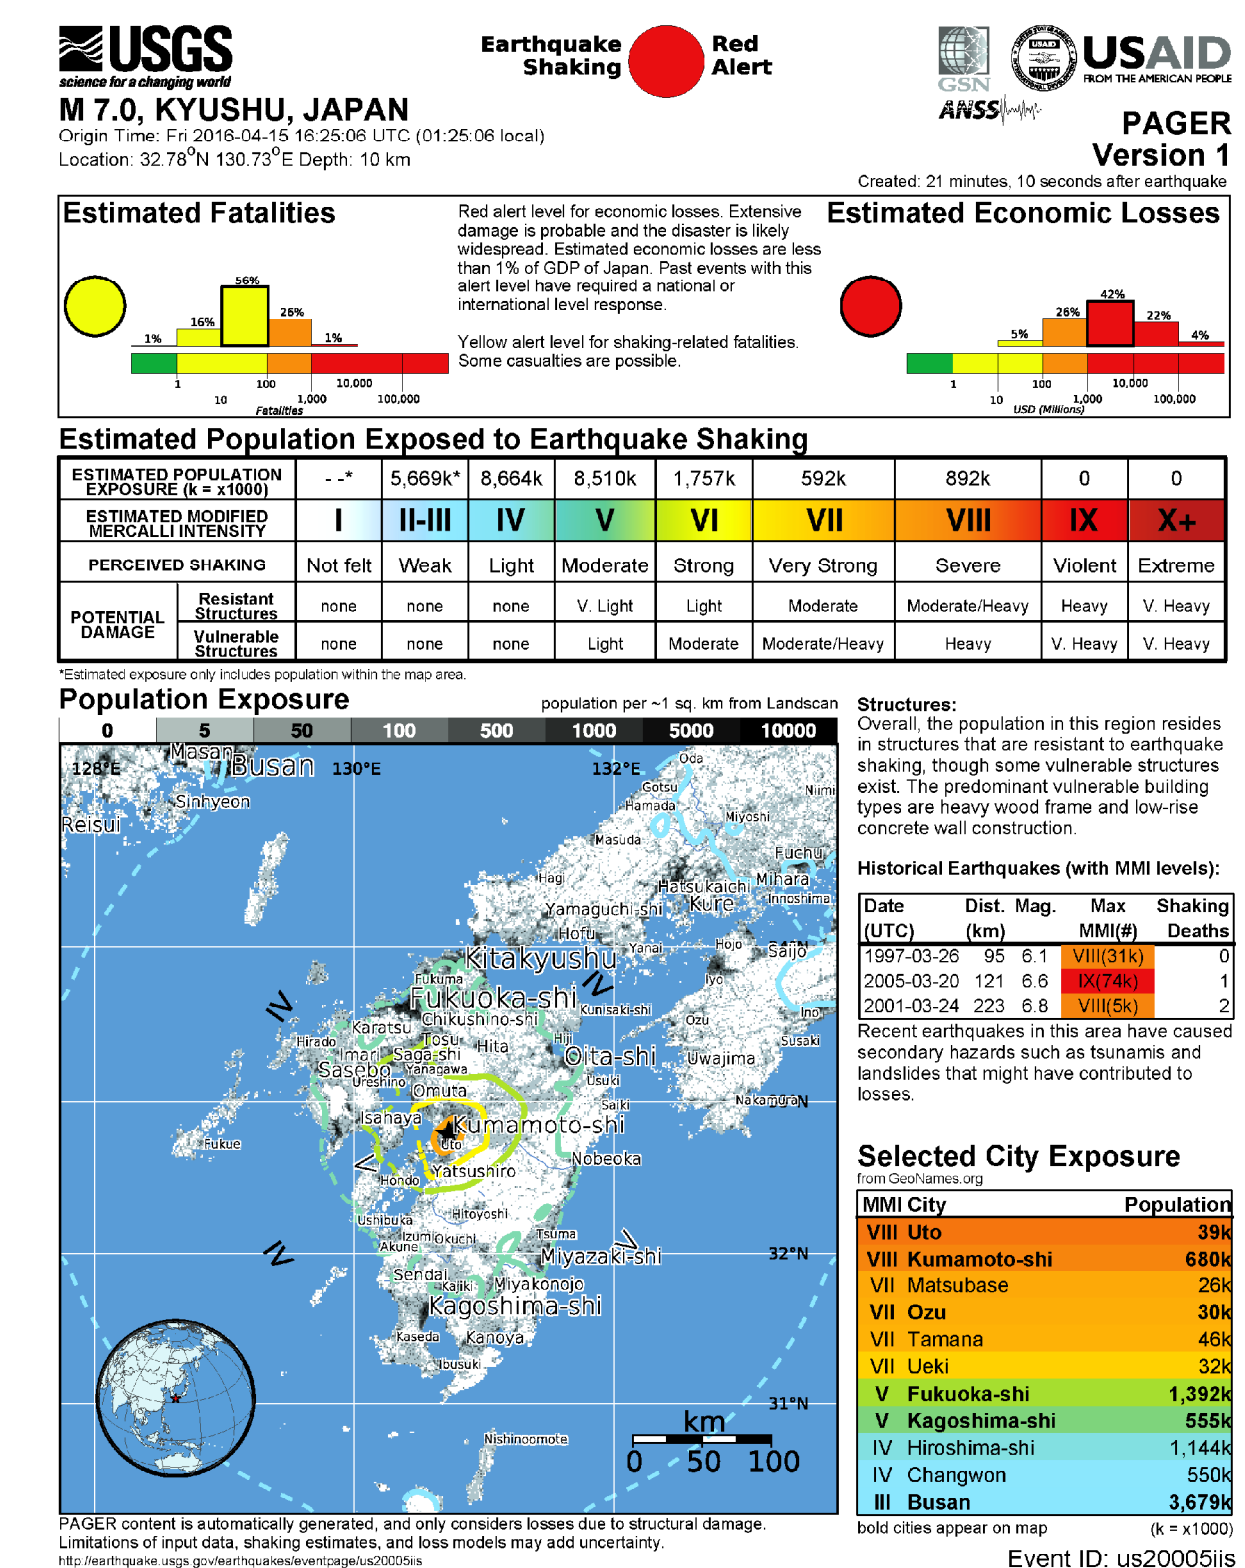 USGS
science for a changing world
Earthquake Shaking
Red Alert
GSN
USAID
FROM THE AMERICAN PEOPLE
ANSS
M 7.0, KYUSHU, JAPAN
Origin Time: Fri 2016-04-15 16:25:06 UTC (01:25:06 local)
Location: 32.78°N 130.73°E Depth: 10 km
PAGER
Version 1
Created: 21 minutes, 10 seconds after earthquake
Estimated Fatalities
1% 16% 56% 26% 1%
1 100 10,000
10 1,000 100,000
Fatalities
Red alert level for economic losses. Extensive
damage is probable and the disaster is likely
widespread. Estimated economic losses are less
than 1% of GDP of Japan. Past events with this
alert level have required a national or
international level response.
Yellow alert level for shaking-related fatalities.
Some casualties are possible.
Estimated Economic Losses
5% 26% 42% 22% 4%
1 100 10,000
10 1,000 100,000
USD (Millions)
Estimated Population Exposed to Earthquake Shaking
ESTIMATED POPULATION EXPOSURE (k = x1000) - -* 5,669k* 8,664k 8,510k 1,757k 592k 892k 0 0
ESTIMATED MODIFIED MERCALLI INTENSITY I II-III IV V VI VII VIII IX X+
PERCEIVED SHAKING Not felt Weak Light Moderate Strong Very Strong Severe Violent Extreme
POTENTIAL DAMAGE
Resistant Structures none none none V. Light Light Moderate Moderate/Heavy Heavy V. Heavy
Vulnerable Structures none none none Light Moderate Moderate/Heavy Heavy V. Heavy V. Heavy
*Estimated exposure only includes population within the map area.
Population Exposure
population per ~1 sq. km from Landscan
0 5 50 100 500 1000 5000 10000
Masan
128°E
Busan
130°E
132°E
Oda
Sinhyeon
Gotsu
Niimi
Hamada
Reisui
Miyoshi
Masuda
Fuchu
Hagi
Hatsukaichi
Mihara
Kure
Innoshima
Yamaguchi-shi
Hofu
Yanai
Hojo
Saijo
Kitakyushu
IV
Fukuma
Iyo
Fukuoka-shi
IV
Kunisaki-shi
Ino
Chikushino-shi
Ozu
Karatsu
Hirado
Tosu
Hita
Hiji
Susaki
Imari
Saga-shi
Oita-shi
Uwajima
Sasebo
Yanagawa
Ureshino
Omuta
Usuki
Saiki
Nakamura
N
Isahaya
Kumamoto-shi
Uto
Fukue
V
Yatsushiro
Nobeoka
Hondo
Ushibuka
Hitoyoshi
Izumi
Okuchi
Tsuma
V
Akune
IV
Miyazaki-shi
32°N
Sendai
Kajiki
Miyakonojo
Kagoshima-shi
Kaseda
Kanoya
Ibusuki
31°N
km
Nishinoomote
0 50 100
Structures:
Overall, the population in this region resides
in structures that are resistant to earthquake
shaking, though some vulnerable structures
exist. The predominant vulnerable building
types are heavy wood frame and low-rise
concrete wall construction.
Historical Earthquakes (with MMI levels):
Date (UTC) Dist. (km) Mag. Max MMI(#) Shaking Deaths
1997-03-26 95 6.1 VIII(31k) 0
2005-03-20 121 6.6 IX(74k) 1
2001-03-24 223 6.8 VIII(5k) 2
Recent earthquakes in this area have caused
secondary hazards such as tsunamis and
landslides that might have contributed to
losses.
Selected City Exposure
from GeoNames.org
MMI City Population
VIII Uto 39k
VIII Kumamoto-shi 680k
VII Matsubase 26k
VII Ozu 30k
VII Tamana 46k
VII Ueki 32k
V Fukuoka-shi 1,392k
V Kagoshima-shi 555k
IV Hiroshima-shi 1,144k
IV Changwon 550k
III Busan 3,679k
bold cities appear on map (k = x1000)
PAGER content is automatically generated, and only considers losses due to structural damage.
Limitations of input data, shaking estimates, and loss models may add uncertainty.
http://earthquake.usgs.gov/earthquakes/eventpage/us20005iis
Event ID: us20005iis